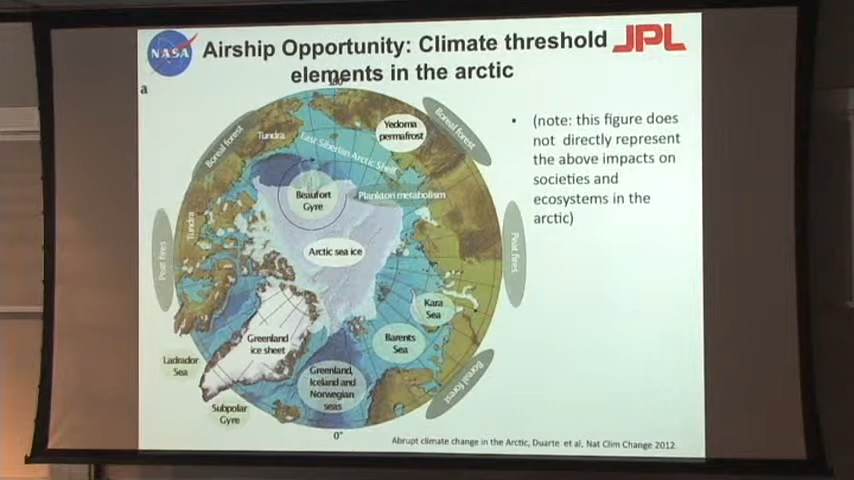 NASA
Airship Opportunity: Climate threshold
JPL
elements in the arctic
a
180°
Yedoma
permafrost
Boreal forest
Boreal forest
Tundra
East Siberian Arctic Shelf
Beaufort
Gyre
Plankton metabolism
Tundra
Peat fires
Peat fires
Arctic sea ice
Kara
Sea
Greenland
ice sheet
Barents
Sea
Ladrador
Sea
Greenland,
Iceland and
Norwegian
seas
Boreal forest
Subpolar
Gyre
0°
• (note: this figure does
not directly represent
the above impacts on
societies and
ecosystems in the
arctic)
Abrupt climate change in the Arctic, Duarte et al, Nat Clim Change 2012